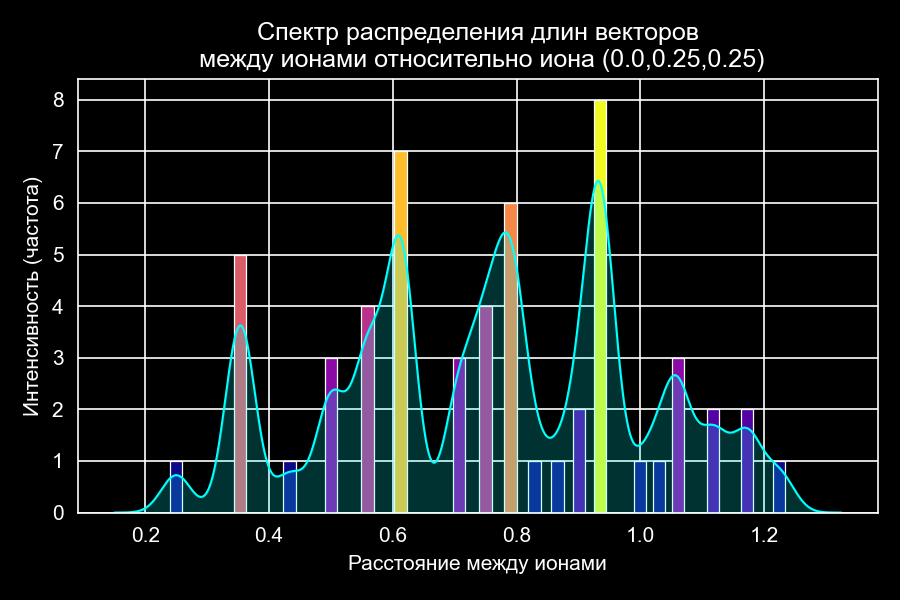 Спектр распределения длин векторов
между ионами относительно иона (0.0,0.25,0.25)
Интенсивность (частота)
8
7
6
5
4
3
2
1
0
0.2 0.4 0.6 0.8 1.0 1.2
Расстояние между ионами